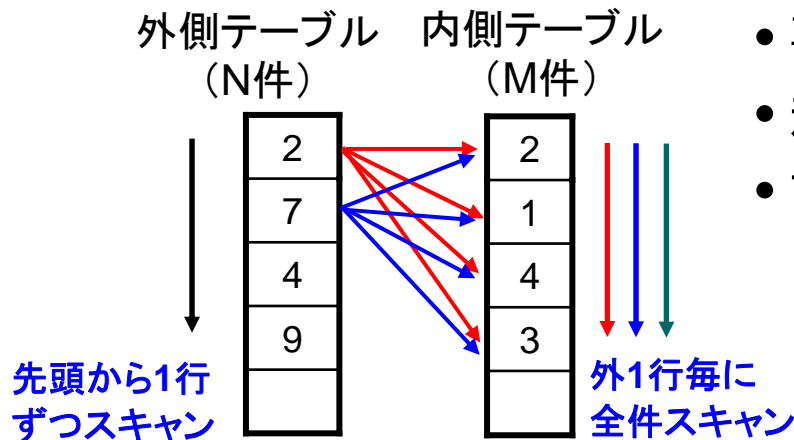 外側テーブル
（N件）
内側テーブル
（M件）
2
7
4
9
2
1
4
3
先頭から1行
ずつスキャン
外1行毎に
全件スキャン